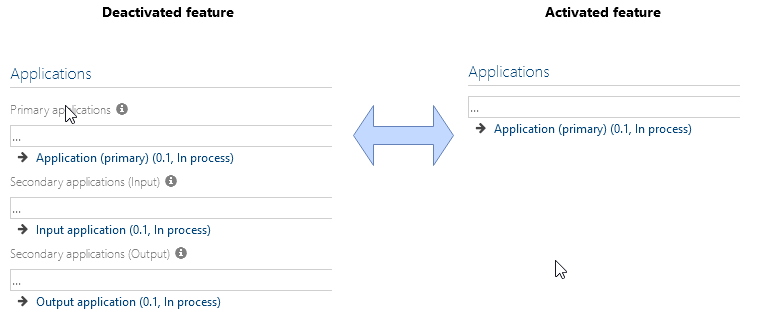 Deactivated feature
Activated feature
Applications
Primary applications
...
Application (primary) (0.1, In process)
Secondary applications (Input)
...
Input application (0.1, In process)
Secondary applications (Output)
...
Output application (0.1, In process)
Applications
...
Application (primary) (0.1, In process)